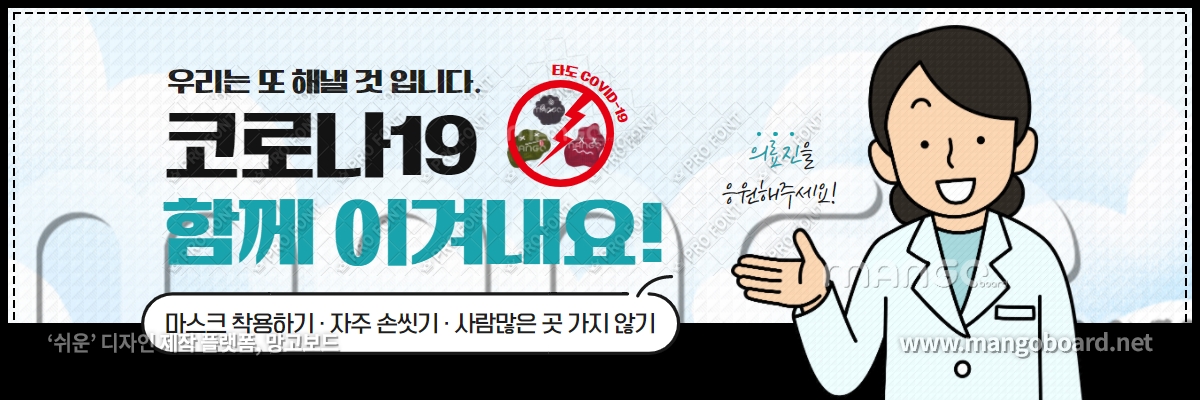 우리는 또 해낼 것 입니다.
타도 COVID-19
코로나19
함께 이겨내요!
의료진을
응원해주세요!
마스크 착용하기 · 자주 손씻기 · 사람많은 곳 가지 않기
‘쉬운’ 디자인 제작 플랫폼, 망고보드
www.mangoboard.net
MANGO board